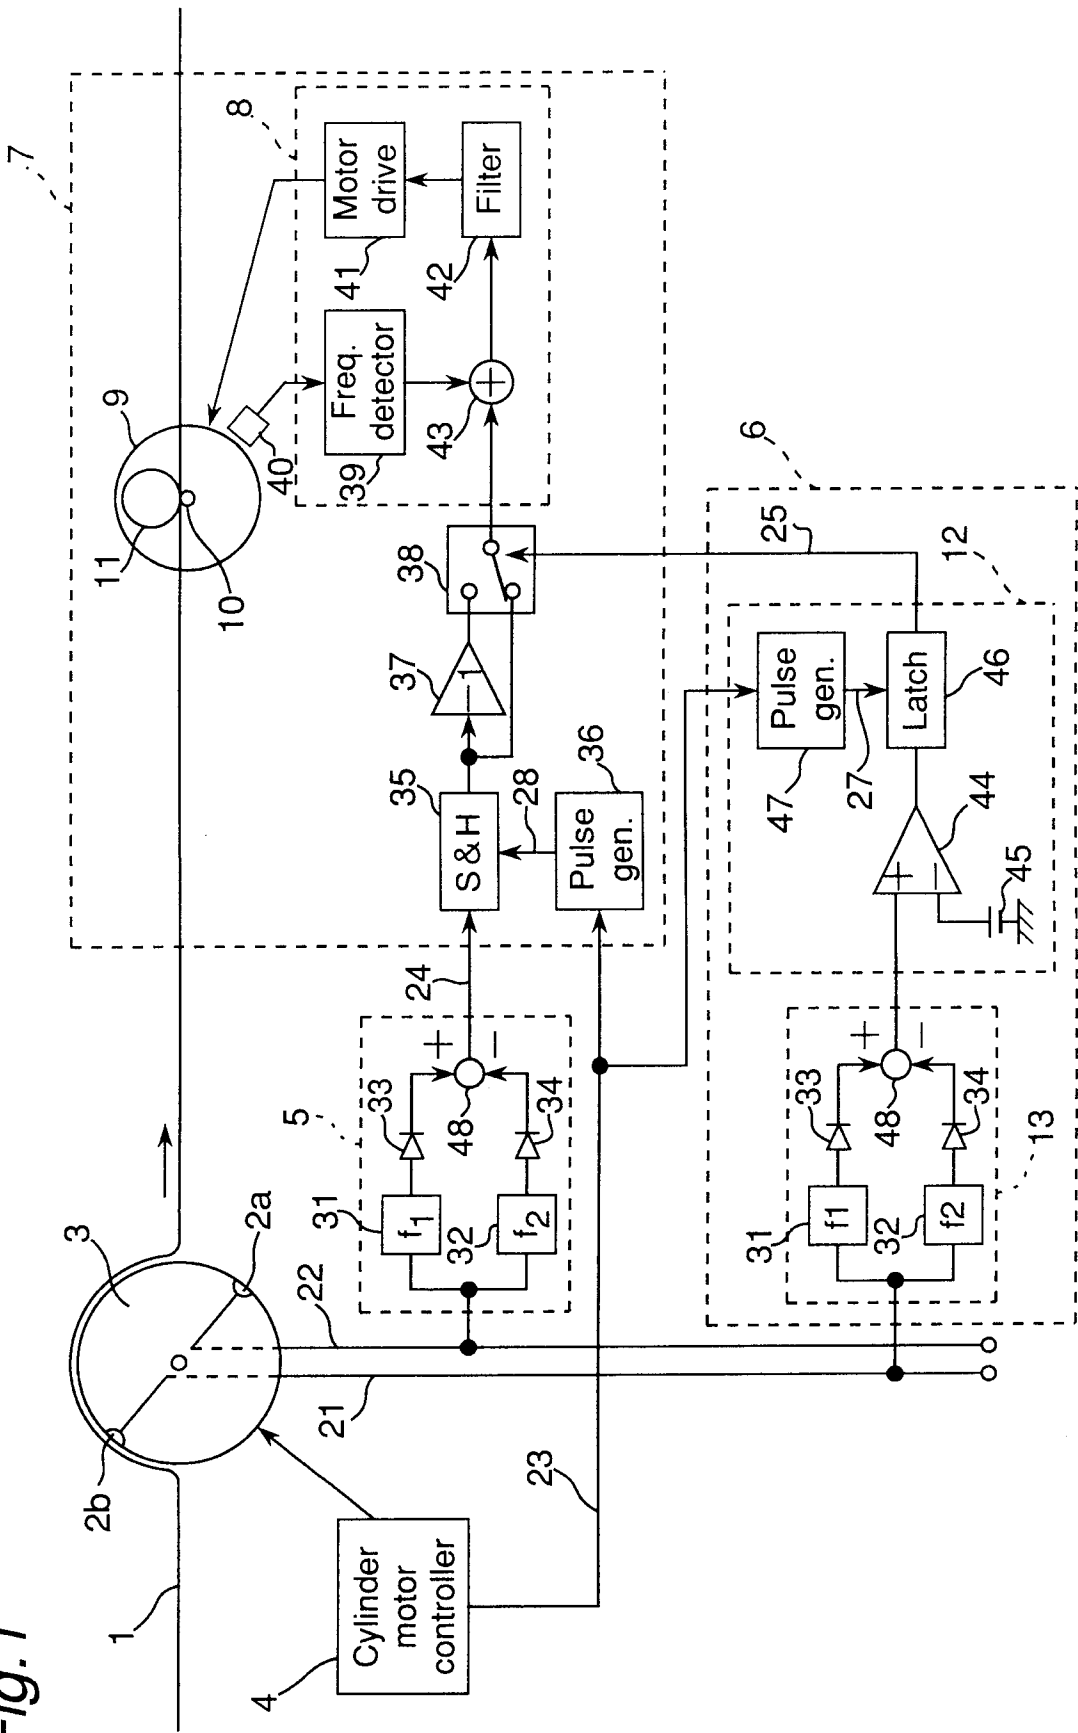 Fig. 1
1
2b
3
2a
4
Cylinder
motor
controller
21
22
23
5
31
f1
32
f2
33
34
48
+
−
24
7
35
S&H
28
36
Pulse
gen.
37
−1
38
8
39
Freq.
detector
40
41
Motor
drive
42
Filter
43
+
9
10
11
6
13
31
f1
32
f2
33
34
48
+
−
12
44
+
−
45
46
Latch
47
Pulse
gen.
27
25